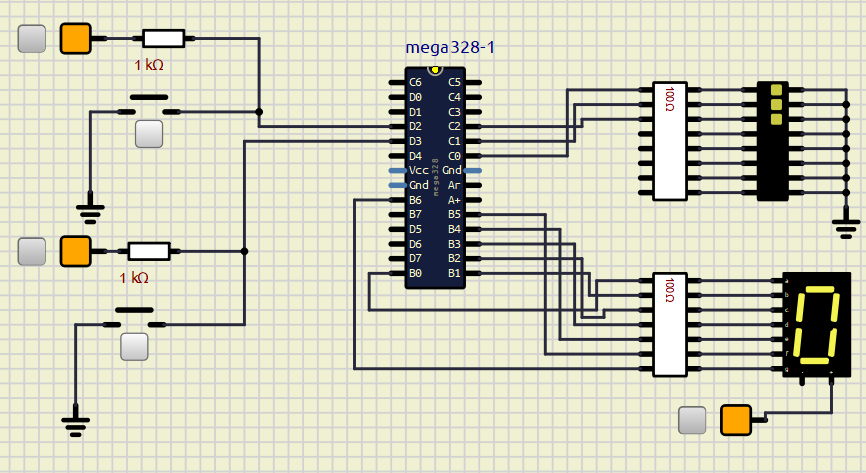 mega328-1
1 kΩ
C6 C5
D0 C4
D1 C3
D2 C2
D3 C1
D4 C0
Vcc Gnd
Gnd Ar
B6 A+
B7 B5
D5 B4
D6 B3
D7 B2
B0 B1
mega328
100Ω
1 kΩ
100Ω
a
b
c
d
e
f
g